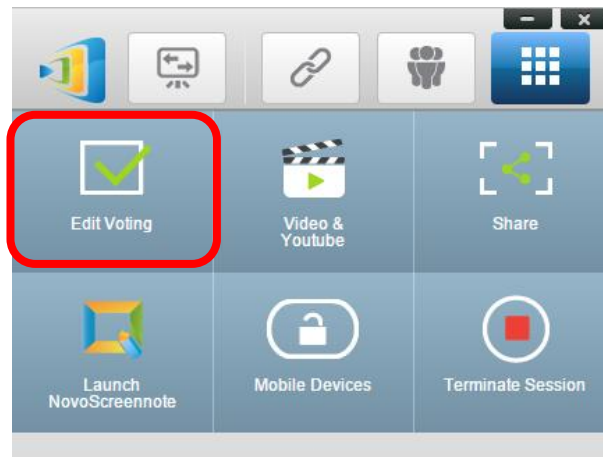 Edit Voting
Video &
Youtube
Share
Launch
NovoScreennote
Mobile Devices
Terminate Session